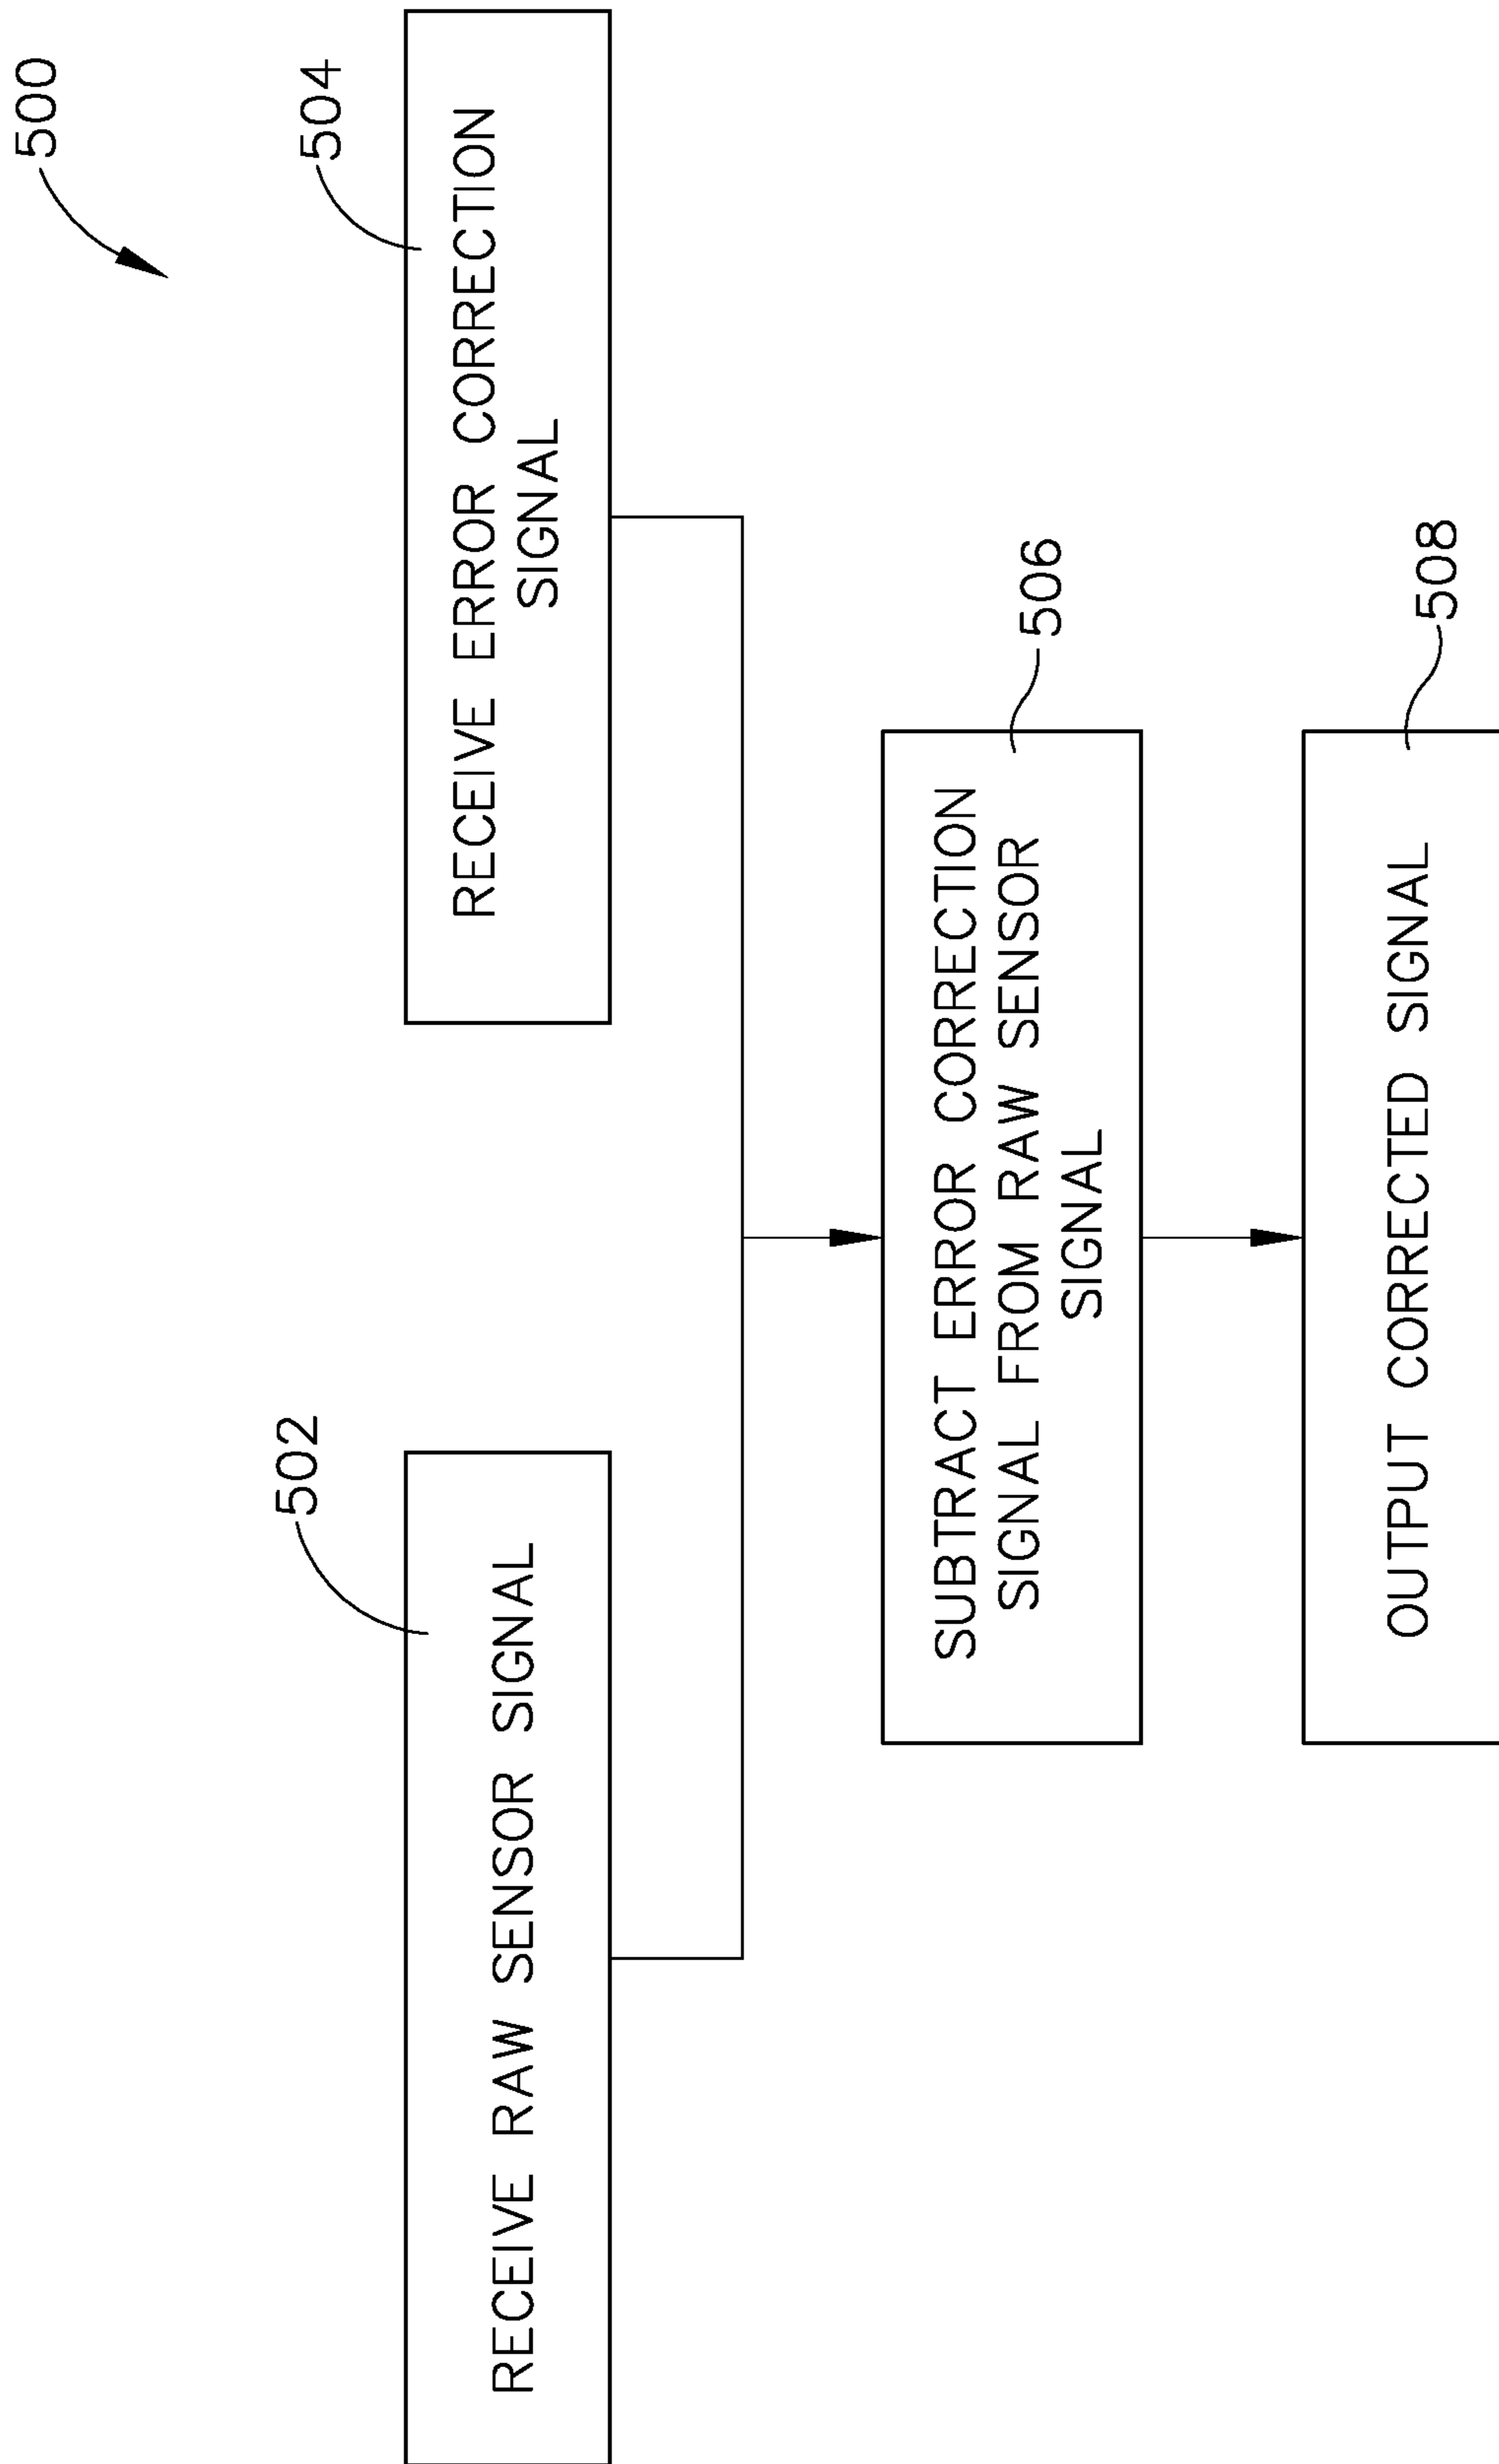 500
502
RECEIVE RAW SENSOR SIGNAL
504
RECEIVE ERROR CORRECTION
SIGNAL
506
SUBTRACT ERROR CORRECTION
SIGNAL FROM RAW SENSOR
SIGNAL
508
OUTPUT CORRECTED SIGNAL